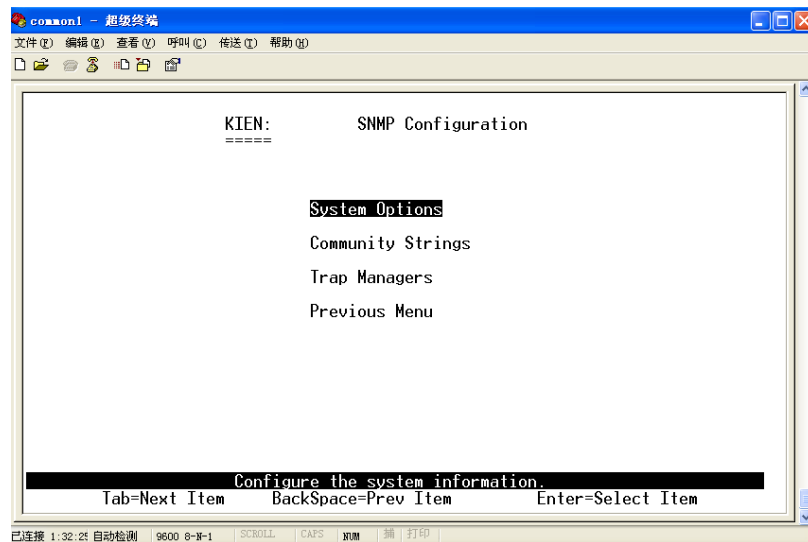 common1 - 超级终端
文件(F) 编辑(E) 查看(V) 呼叫(C) 传送(T) 帮助(H)
KIEN: SNMP Configuration
=====
System Options
Community Strings
Trap Managers
Previous Menu
Configure the system information.
Tab=Next Item BackSpace=Prev Item Enter=Select Item
已连接 1:32:25 自动检测 9600 8-N-1 SCROLL CAPS NUM 捕 打印